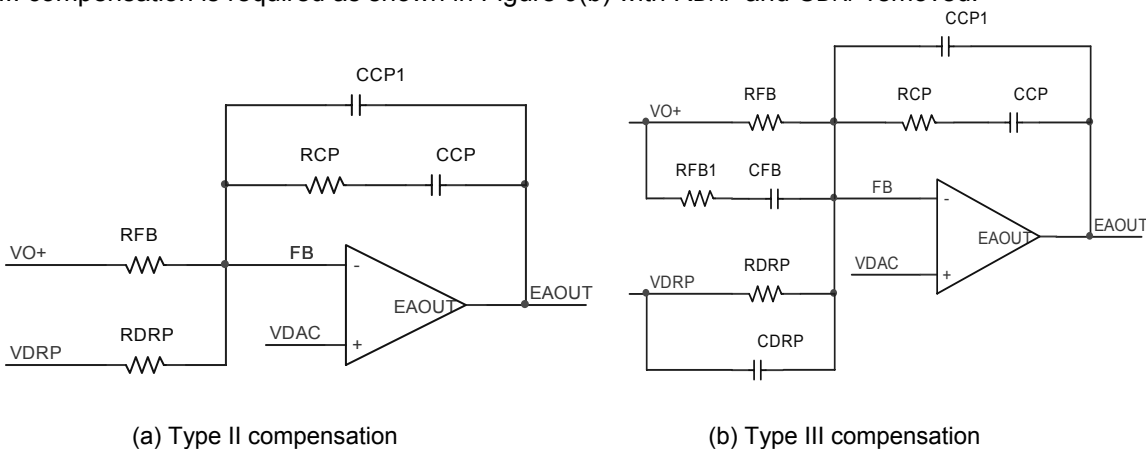 compensation is required as shown in Figure 9(b) with RDRP and CDRP removed.
CCP1
RCP
CCP
RFB
VO+
FB
-
EAOUT
EAOUT
VDAC
+
RDRP
VDRP
(a) Type II compensation
CCP1
RFB
RCP
CCP
VO+
RFB1
CFB
FB
-
EAOUT
EAOUT
VDAC
+
RDRP
VDRP
CDRP
(b) Type III compensation